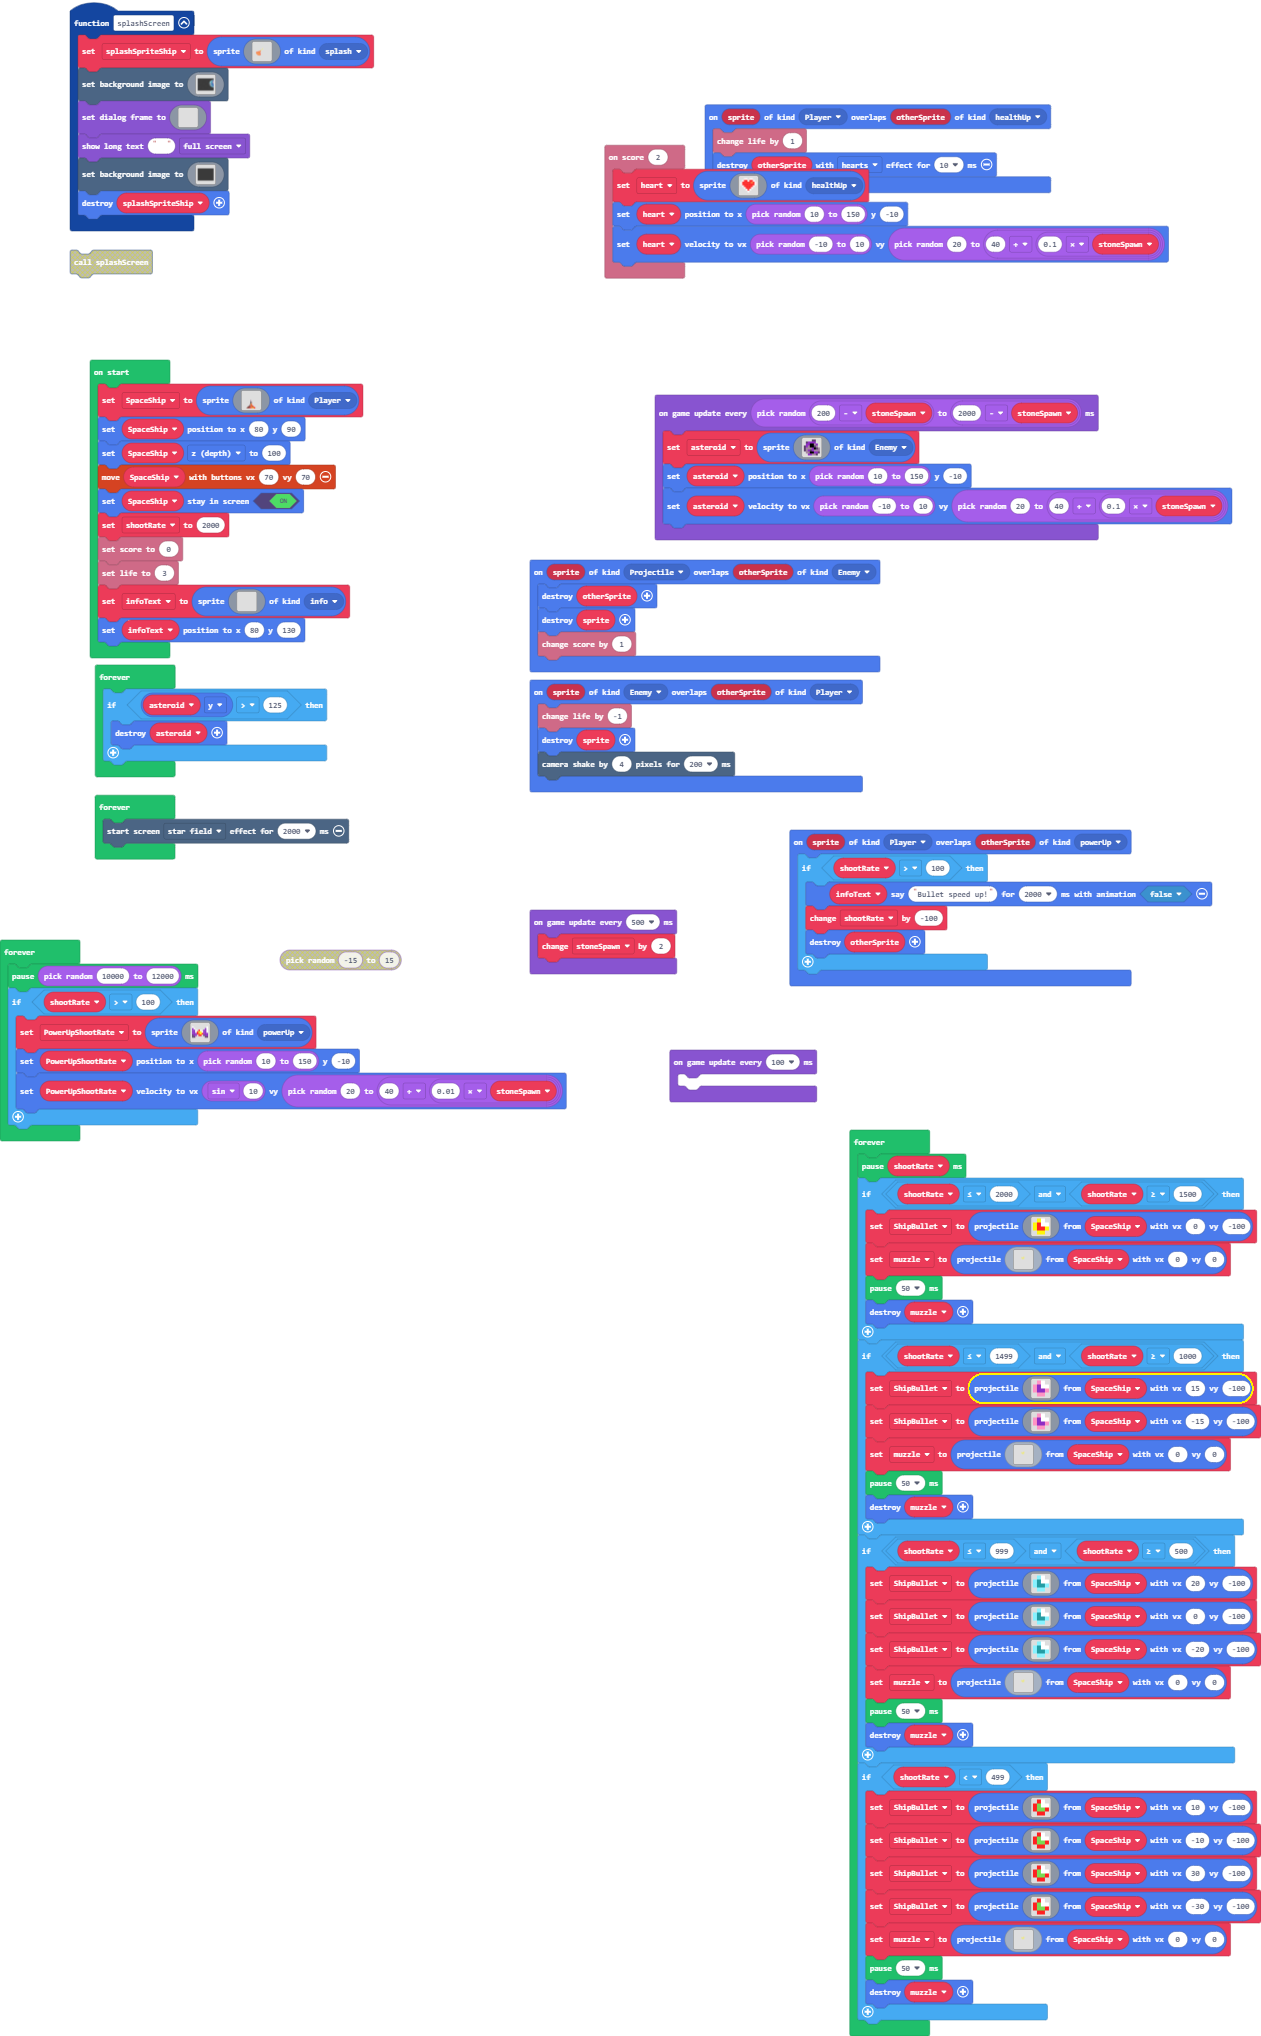 function splashScreen
set splashSpriteShip to sprite of kind splash
set background image to
set dialog frame to
show long text " " full screen
set background image to
destroy splashSpriteShip
call splashScreen
on sprite of kind Player overlaps otherSprite of kind healthUp
change life by 1
destroy otherSprite with hearts effect for 10 ms
on score 2
set heart to sprite of kind healthUp
set heart position to x pick random 10 to 150 y -10
set heart velocity to vx pick random -10 to 10 vy pick random 20 to 40 + 0.1 × stoneSpawn
on start
set SpaceShip to sprite of kind Player
set SpaceShip position to x 80 y 90
set SpaceShip z (depth) to 100
move SpaceShip with buttons vx 70 vy 70
set SpaceShip stay in screen ON
set shootRate to 2000
set score to 0
set life to 3
set infoText to sprite of kind info
set infoText position to x 80 y 130
forever
if asteroid y > 125 then
destroy asteroid
forever
start screen star field effect for 2000 ms
on game update every pick random 200 - stoneSpawn to 2000 - stoneSpawn ms
set asteroid to sprite of kind Enemy
set asteroid position to x pick random 10 to 150 y -10
set asteroid velocity to vx pick random -10 to 10 vy pick random 20 to 40 + 0.1 × stoneSpawn
on sprite of kind Projectile overlaps otherSprite of kind Enemy
destroy otherSprite
destroy sprite
change score by 1
on sprite of kind Enemy overlaps otherSprite of kind Player
change life by -1
destroy sprite
camera shake by 4 pixels for 200 ms
on sprite of kind Player overlaps otherSprite of kind powerUp
if shootRate > 100 then
infoText say "Bullet speed up!" for 2000 ms with animation false
change shootRate by -100
destroy otherSprite
on game update every 500 ms
change stoneSpawn by 2
forever
pause pick random 10000 to 12000 ms
if shootRate > 100 then
set PowerUpShootRate to sprite of kind powerUp
set PowerUpShootRate position to x pick random 10 to 150 y -10
set PowerUpShootRate velocity to vx sin 10 vy pick random 20 to 40 + 0.01 × stoneSpawn
pick random -15 to 15
on game update every 100 ms
forever
pause shootRate ms
if shootRate ≤ 2000 and shootRate ≥ 1500 then
set ShipBullet to projectile from SpaceShip with vx 0 vy -100
set muzzle to projectile from SpaceShip with vx 0 vy 0
pause 50 ms
destroy muzzle
if shootRate ≤ 1499 and shootRate ≥ 1000 then
set ShipBullet to projectile from SpaceShip with vx 15 vy -100
set ShipBullet to projectile from SpaceShip with vx -15 vy -100
set muzzle to projectile from SpaceShip with vx 0 vy 0
pause 50 ms
destroy muzzle
if shootRate ≤ 999 and shootRate ≥ 500 then
set ShipBullet to projectile from SpaceShip with vx 20 vy -100
set ShipBullet to projectile from SpaceShip with vx 0 vy -100
set ShipBullet to projectile from SpaceShip with vx -20 vy -100
set muzzle to projectile from SpaceShip with vx 0 vy 0
pause 50 ms
destroy muzzle
if shootRate < 499 then
set ShipBullet to projectile from SpaceShip with vx 10 vy -100
set ShipBullet to projectile from SpaceShip with vx -10 vy -100
set ShipBullet to projectile from SpaceShip with vx 30 vy -100
set ShipBullet to projectile from SpaceShip with vx -30 vy -100
set muzzle to projectile from SpaceShip with vx 0 vy 0
pause 50 ms
destroy muzzle